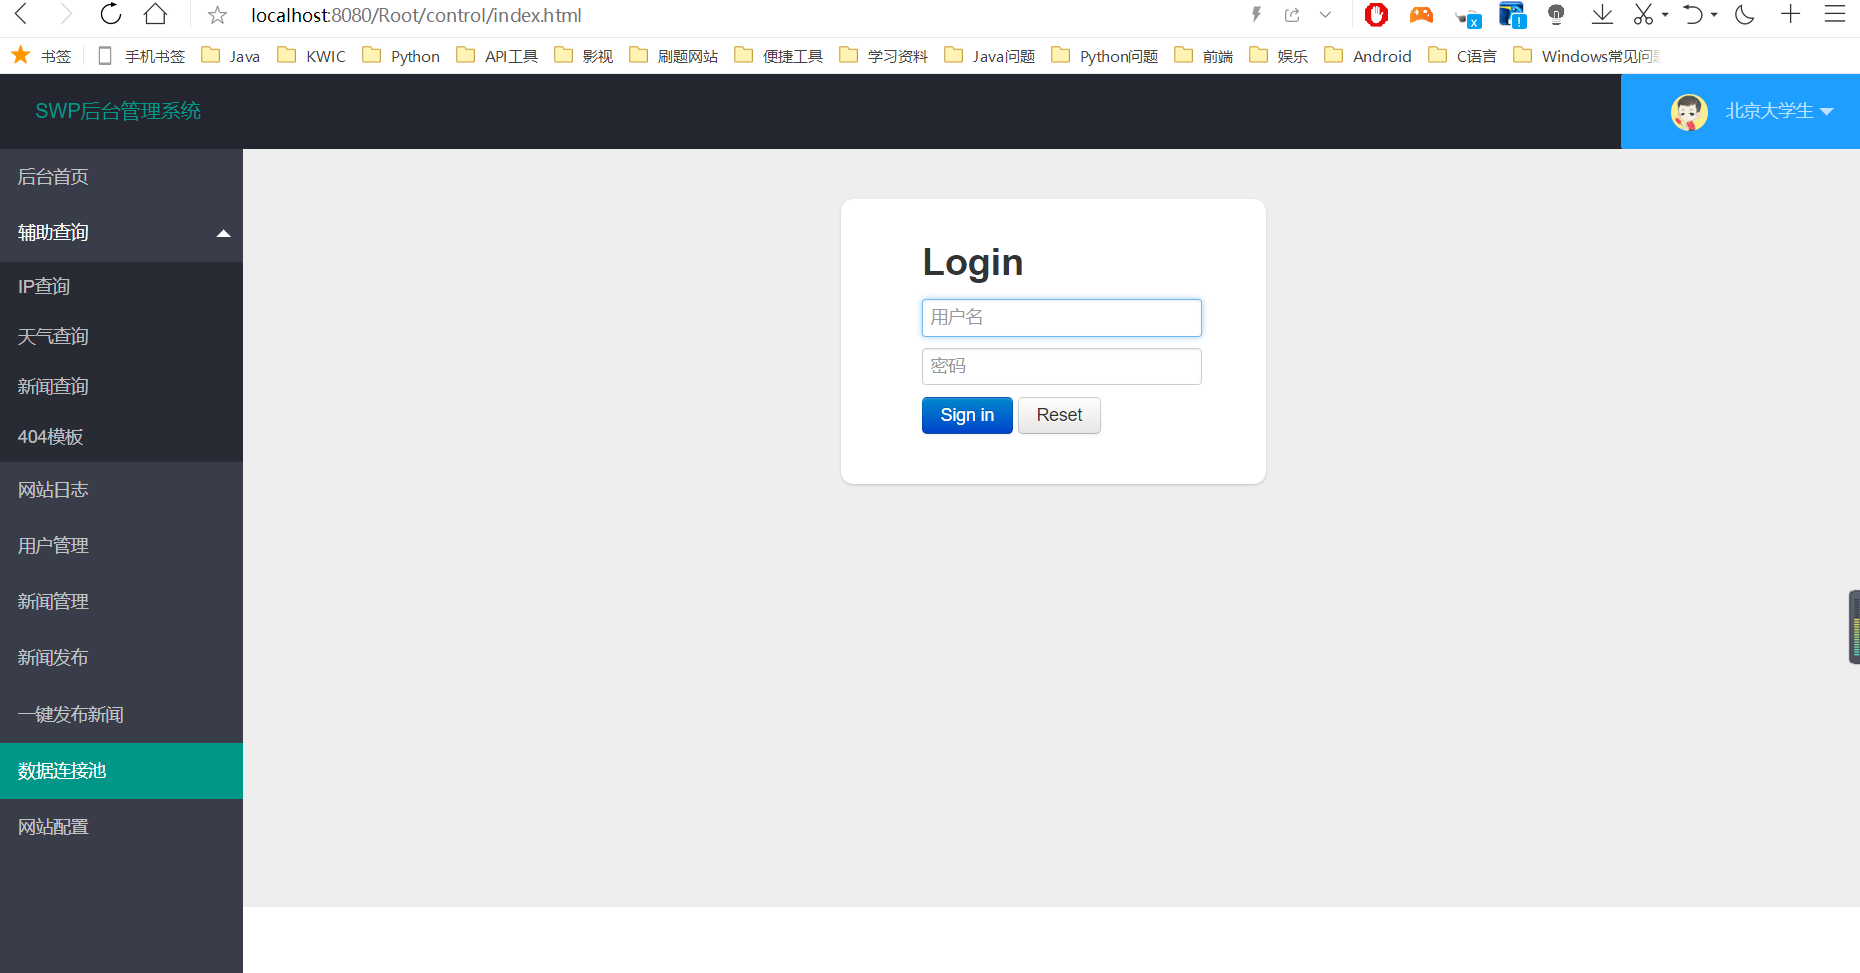 localhost:8080/Root/control/index.html
书签 手机书签 Java KWIC Python API工具 影视 刷题网站 便捷工具 学习资料 Java问题 Python问题 前端 娱乐 Android C语言 Windows常见问
SWP后台管理系统 北京大学生
后台首页
辅助查询
IP查询
天气查询
新闻查询
404模板
网站日志
用户管理
新闻管理
新闻发布
一键发布新闻
数据连接池
网站配置
Login
用户名
密码
Sign in Reset